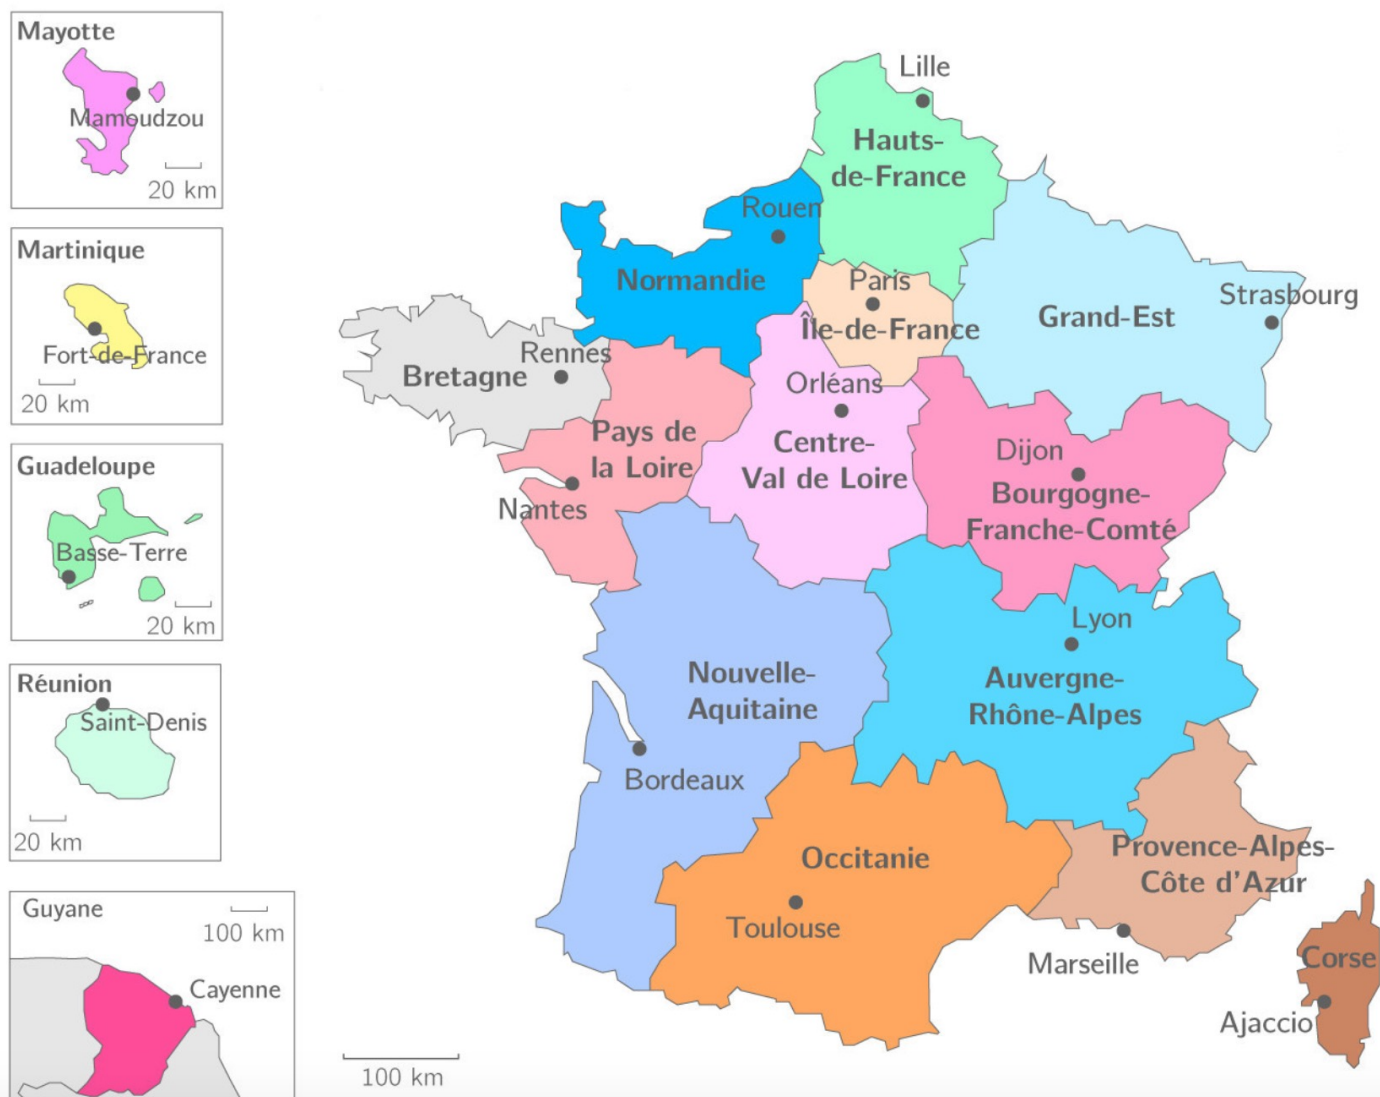 Mayotte
Mamoudzou
20 km
Martinique
Fort-de-France
20 km
Guadeloupe
Basse-Terre
20 km
Réunion
Saint-Denis
20 km
Guyane
100 km
Cayenne
Lille
Hauts-
de-France
Rouen
Normandie
Paris
Île-de-France
Strasbourg
Grand-Est
Rennes
Bretagne
Orléans
Centre-
Val de Loire
Pays de
la Loire
Nantes
Dijon
Bourgogne-
Franche-Comté
Lyon
Auvergne-
Rhône-Alpes
Nouvelle-
Aquitaine
Bordeaux
Occitanie
Toulouse
Provence-Alpes-
Côte d'Azur
Marseille
Corse
Ajaccio
100 km